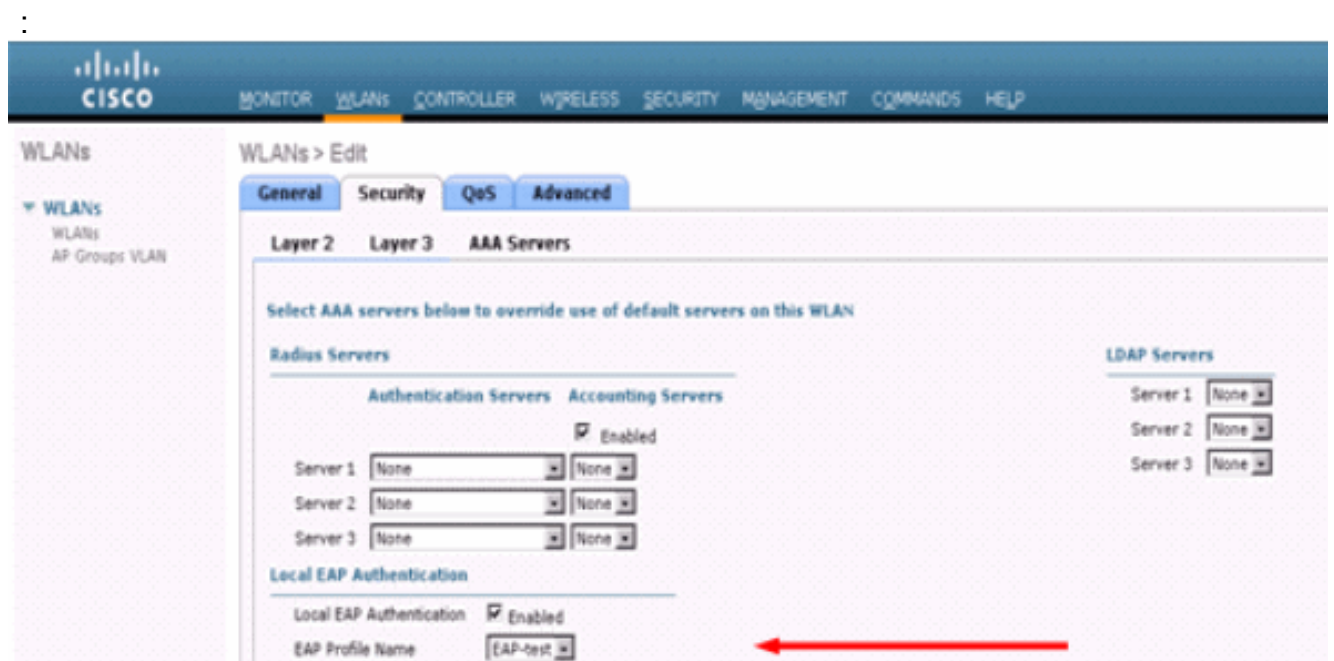 :
CISCO
MONITOR WLANs CONTROLLER WIRELESS SECURITY MANAGEMENT COMMANDS HELP
WLANs
WLANs
WLANs
AP Groups VLAN
WLANs > Edit
General Security QoS Advanced
Layer 2 Layer 3 AAA Servers
Select AAA servers below to override use of default servers on this WLAN
Radius Servers
Authentication Servers Accounting Servers
Enabled
Server 1 None None
Server 2 None None
Server 3 None None
Local EAP Authentication
Local EAP Authentication Enabled
EAP Profile Name EAP-test
LDAP Servers
Server 1 None
Server 2 None
Server 3 None